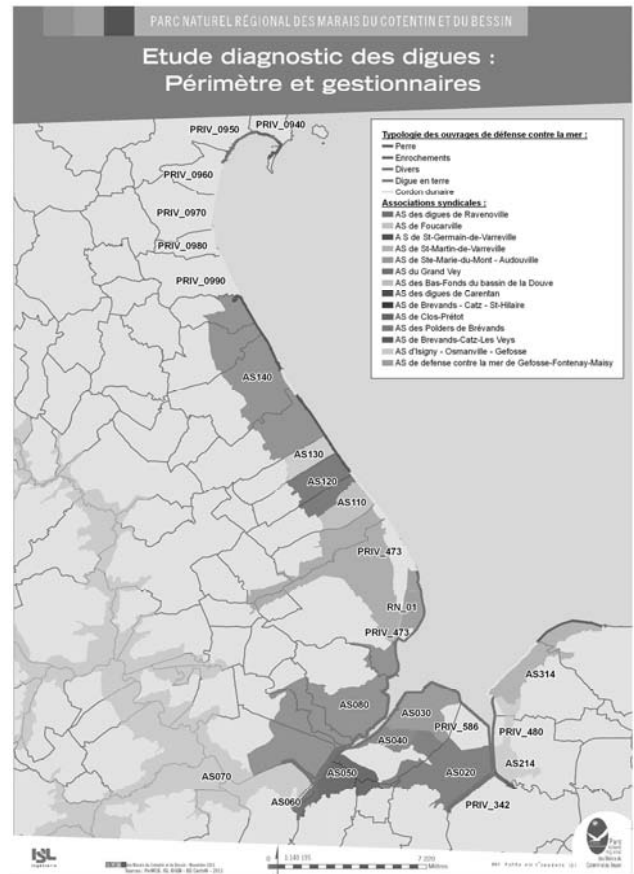 PARC NATUREL RÉGIONAL DES MARAIS DU COTENTIN ET DU BESSIN
Etude diagnostic des digues :
Périmètre et gestionnaires
PRIV_0950
PRIV_0940
PRIV_0960
PRIV_0970
PRIV_0980
PRIV_0990
Typologie des ouvrages de défense contre la mer :
Perre
Enrochements
Divers
Digue en terre
Cordon dunaire
Associations syndicales :
AS des digues de Ravenoville
AS de Foucarville
A S de St-Germain-de-Varreville
AS de St-Martin-de-Varreville
AS de Ste-Marie-du-Mont - Audouville
AS du Grand Vey
AS des Bas-Fonds du bassin de la Douve
AS des digues de Carentan
AS de Brevands - Catz - St-Hilaire
AS de Clos-Prétot
AS des Polders de Brévands
AS de Brevands-Catz-Les Veys
AS d'Isigny - Osmanville - Gefosse
AS de defense contre la mer de Gefosse-Fontenay-Maisy
AS140
AS130
AS120
AS110
PRIV_473
RN_01
PRIV_473
AS314
AS080
AS030
PRIV_586
PRIV_480
AS040
AS070
AS050
AS020
AS214
AS060
PRIV_342
ISL
Parc